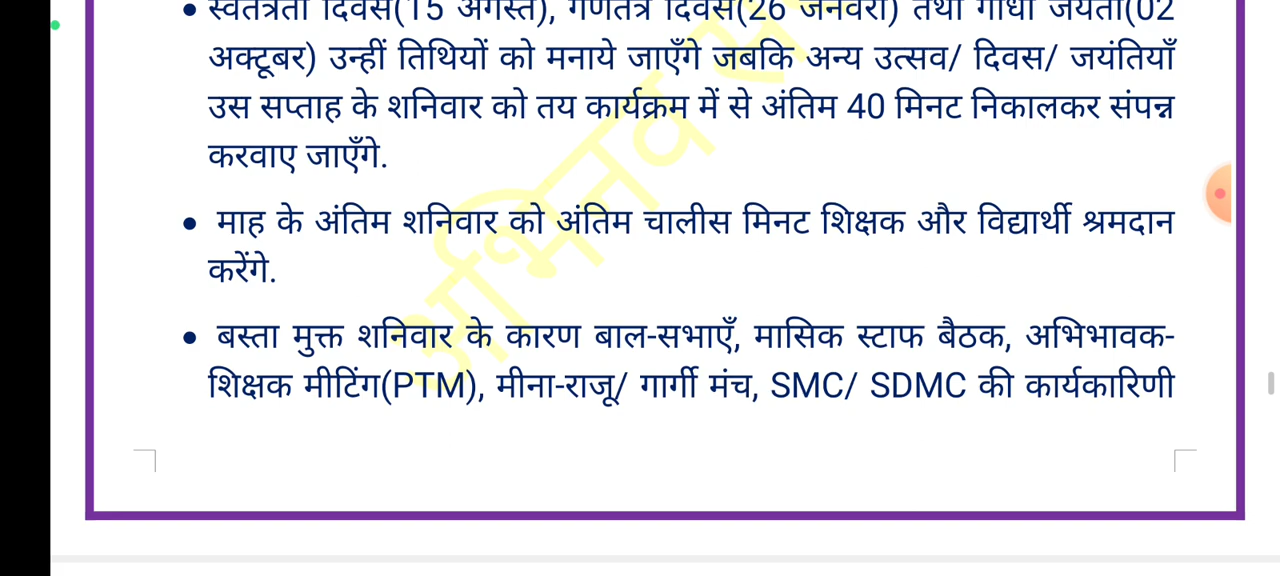 • स्वतंत्रता दिवस(15 अगस्त), गणतंत्र दिवस(26 जनवरी) तथा गांधी जयंती(02
अक्टूबर) उन्हीं तिथियों को मनाये जाएँगे जबकि अन्य उत्सव/ दिवस/ जयंतियाँ
उस सप्ताह के शनिवार को तय कार्यक्रम में से अंतिम 40 मिनट निकालकर संपन्न
करवाए जाएँगे.
• माह के अंतिम शनिवार को अंतिम चालीस मिनट शिक्षक और विद्यार्थी श्रमदान
करेंगे.
• बस्ता मुक्त शनिवार के कारण बाल-सभाएँ, मासिक स्टाफ बैठक, अभिभावक-
शिक्षक मीटिंग(PTM), मीना-राजू/ गार्गी मंच, SMC/ SDMC की कार्यकारिणी
अभिनव